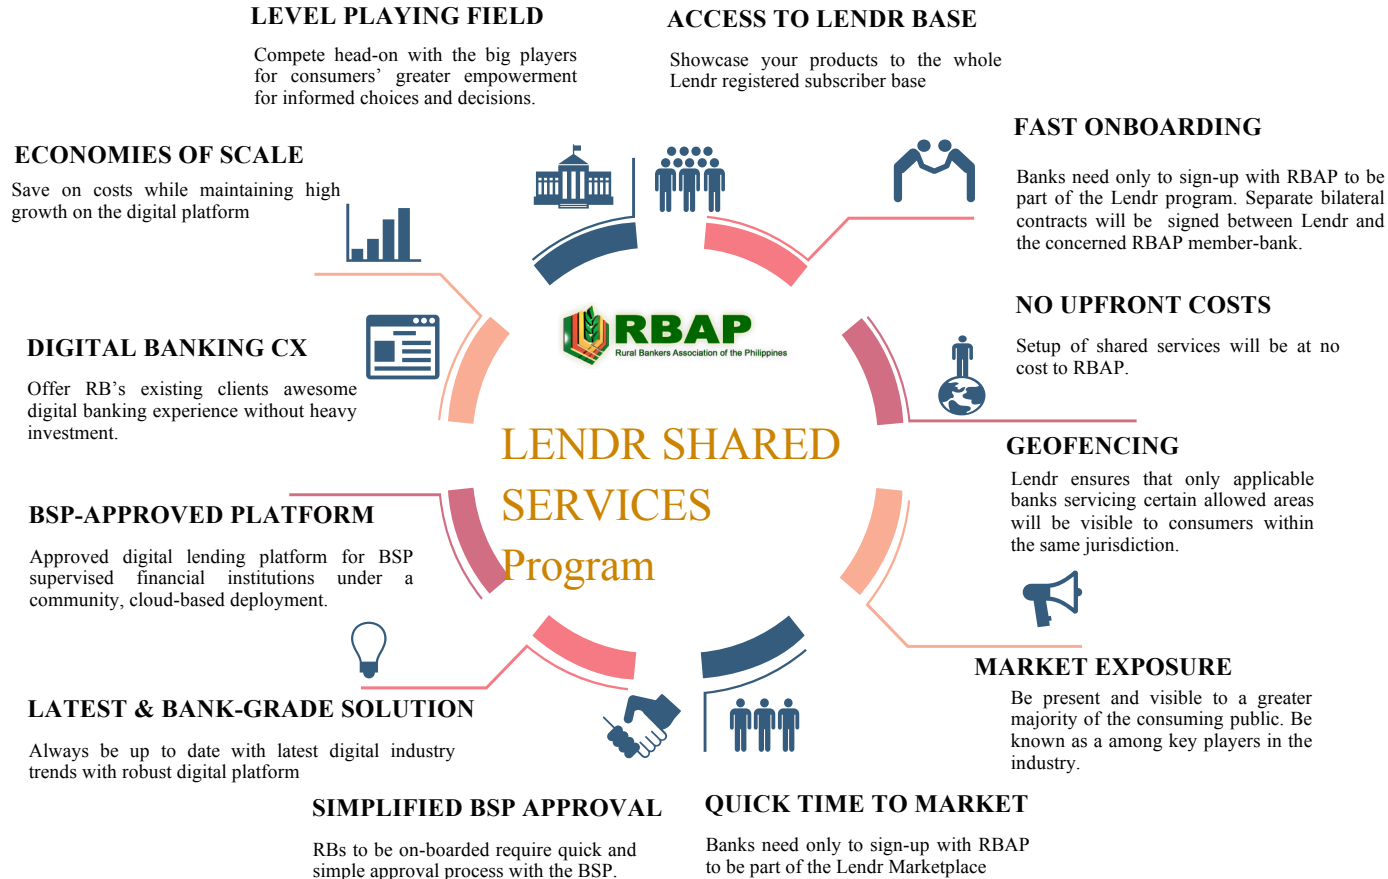 LEVEL PLAYING FIELD
Compete head-on with the big players
for consumers’ greater empowerment
for informed choices and decisions.
ACCESS TO LENDR BASE
Showcase your products to the whole
Lendr registered subscriber base
FAST ONBOARDING
Banks need only to sign-up with RBAP to be
part of the Lendr program. Separate bilateral
contracts will be signed between Lendr and
the concerned RBAP member-bank.
ECONOMIES OF SCALE
Save on costs while maintaining high
growth on the digital platform
NO UPFRONT COSTS
Setup of shared services will be at no
cost to RBAP.
RBAP
Rural Bankers Association of the Philippines
DIGITAL BANKING CX
Offer RB’s existing clients awesome
digital banking experience without heavy
investment.
LENDR SHARED
SERVICES
Program
GEOFENCING
Lendr ensures that only applicable
banks servicing certain allowed areas
will be visible to consumers within
the same jurisdiction.
BSP-APPROVED PLATFORM
Approved digital lending platform for BSP
supervised financial institutions under a
community, cloud-based deployment.
MARKET EXPOSURE
Be present and visible to a greater
majority of the consuming public. Be
known as a among key players in the
industry.
LATEST & BANK-GRADE SOLUTION
Always be up to date with latest digital industry
trends with robust digital platform
SIMPLIFIED BSP APPROVAL
RBs to be on-boarded require quick and
simple approval process with the BSP.
QUICK TIME TO MARKET
Banks need only to sign-up with RBAP
to be part of the Lendr Marketplace